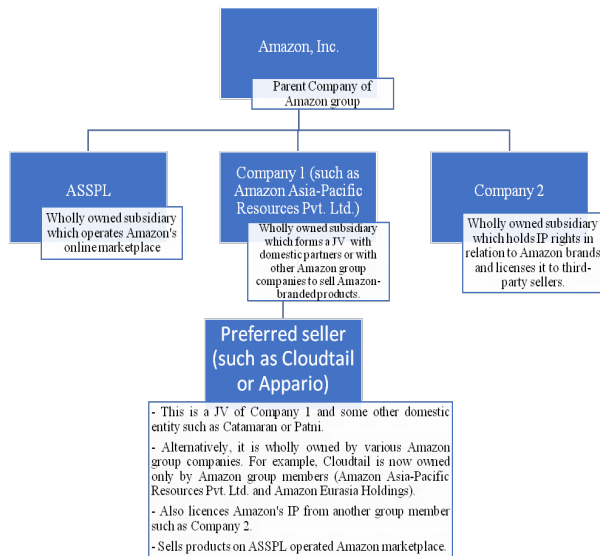 Amazon, Inc.
Parent Company of
Amazon group
ASSPL
Wholly owned subsidiary
which operates Amazon's
online marketplace
Company 1 (such as
Amazon Asia-Pacific
Resources Pvt. Ltd.)
Wholly owned subsidiary
which forms a JV with
domestic partners or with
other Amazon group
companies to sell Amazon-
branded products.
Company 2
Wholly owned subsidiary
which holds IP rights in
relation to Amazon brands
and licenses it to third-
party sellers.
Preferred seller
(such as Cloudtail
or Appario)
- This is a JV of Company 1 and some other domestic
entity such as Catamaran or Patni.
- Alternatively, it is wholly owned by various Amazon
group companies. For example, Cloudtail is now owned
only by Amazon group members (Amazon Asia-Pacific
Resources Pvt. Ltd. and Amazon Eurasia Holdings).
- Also licences Amazon's IP from another group member
such as Company 2.
- Sells products on ASSPL operated Amazon marketplace.